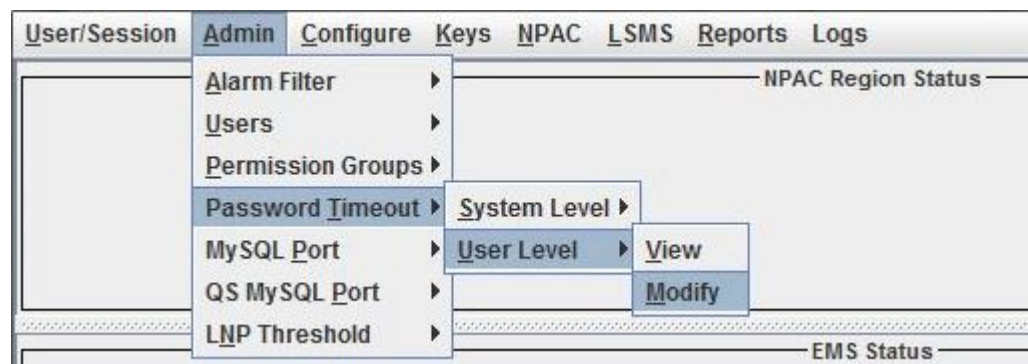 User/Session Admin Configure Keys NPAC LSMS Reports Logs
NPAC Region Status
Alarm Filter
Users
Permission Groups
Password Timeout
System Level
MySQL Port
User Level
View
QS MySQL Port
Modify
LNP Threshold
EMS Status